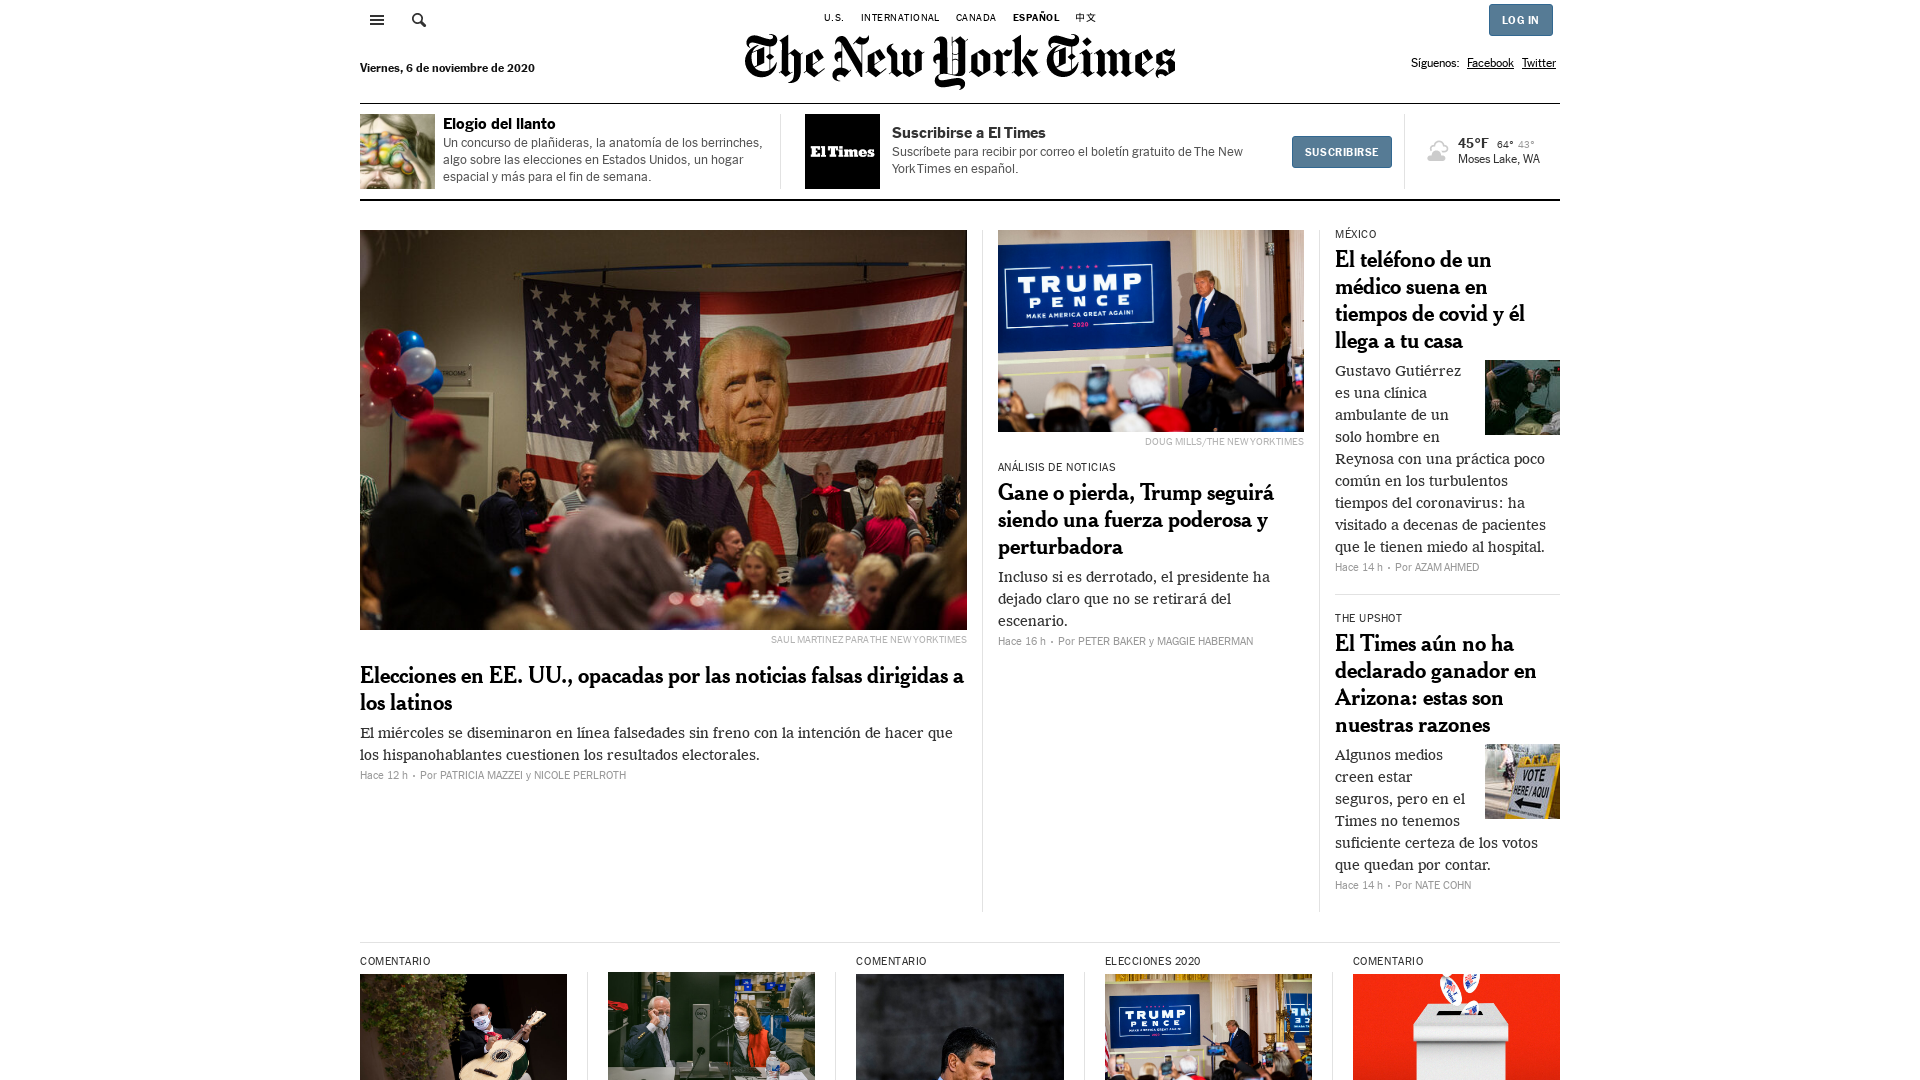 U.S. INTERNATIONAL CANADA ESPAÑOL 中文
LOG IN
The New York Times
Viernes, 6 de noviembre de 2020
Síguenos: Facebook Twitter
Elogio del llanto
Un concurso de plañideras, la anatomía de los berrinches,
algo sobre las elecciones en Estados Unidos, un hogar
espacial y más para el fin de semana.
El Times
Suscribirse a El Times
Suscríbete para recibir por correo el boletín gratuito de The New
York Times en español.
SUSCRIBIRSE
45°F 64° 43°
Moses Lake, WA
SAUL MARTINEZ PARA THE NEW YORK TIMES
Elecciones en EE. UU., opacadas por las noticias falsas dirigidas a
los latinos
El miércoles se diseminaron en línea falsedades sin freno con la intención de hacer que
los hispanohablantes cuestionen los resultados electorales.
Hace 12 h • Por PATRICIA MAZZEI y NICOLE PERLROTH
TRUMP
PENCE
MAKE AMERICA GREAT AGAIN!
2020
DOUG MILLS/THE NEW YORK TIMES
ANÁLISIS DE NOTICIAS
Gane o pierda, Trump seguirá
siendo una fuerza poderosa y
perturbadora
Incluso si es derrotado, el presidente ha
dejado claro que no se retirará del
escenario.
Hace 16 h • Por PETER BAKER y MAGGIE HABERMAN
MÉXICO
El teléfono de un
médico suena en
tiempos de covid y él
llega a tu casa
Gustavo Gutiérrez
es una clínica
ambulante de un
solo hombre en
Reynosa con una práctica poco
común en los turbulentos
tiempos del coronavirus: ha
visitado a decenas de pacientes
que le tienen miedo al hospital.
Hace 14 h • Por AZAM AHMED
THE UPSHOT
El Times aún no ha
declarado ganador en
Arizona: estas son
nuestras razones
Algunos medios
creen estar
seguros, pero en el
Times no tenemos
suficiente certeza de los votos
que quedan por contar.
VOTE
HERE/AQUI
Hace 14 h • Por NATE COHN
COMENTARIO
COMENTARIO
ELECCIONES 2020
TRUMP
PENCE
COMENTARIO